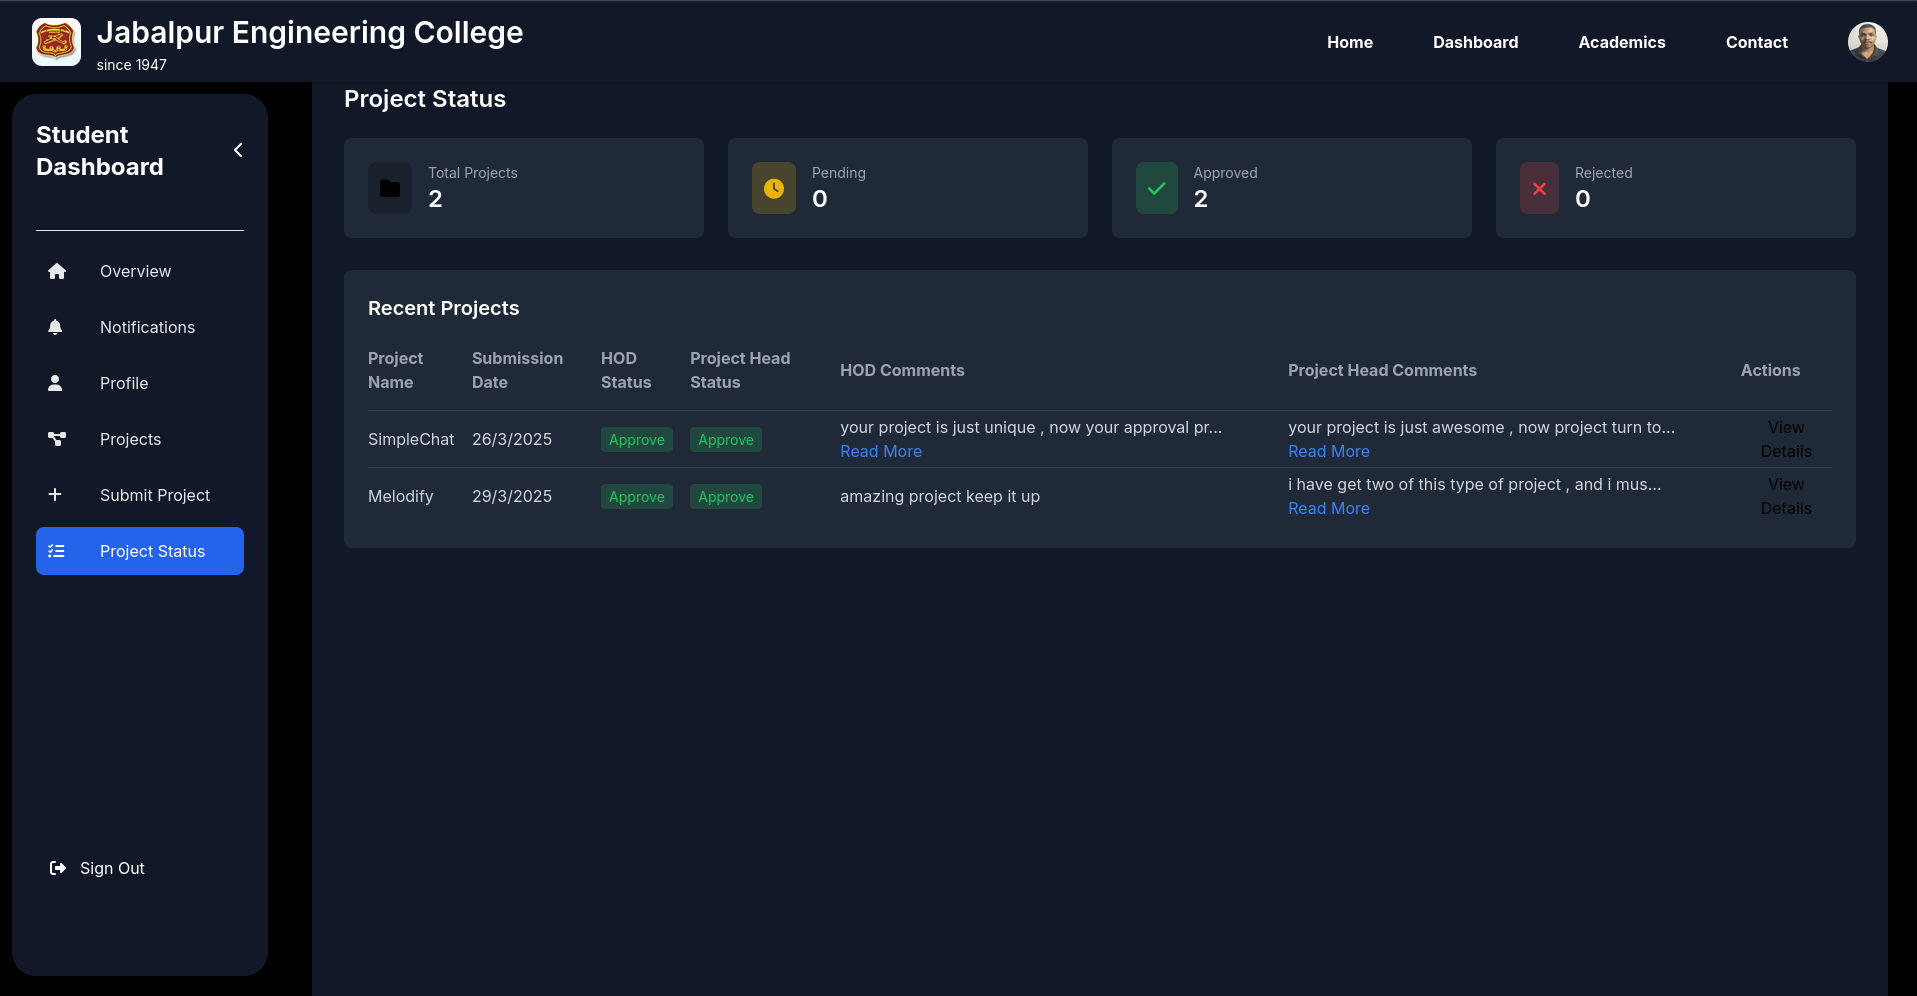 Jabalpur Engineering College
since 1947
Home
Dashboard
Academics
Contact
Student
Dashboard
Overview
Notifications
Profile
Projects
Submit Project
Project Status
Sign Out
Project Status
Total Projects
2
Pending
0
Approved
2
Rejected
0
Recent Projects
Project Name
Submission Date
HOD Status
Project Head Status
HOD Comments
Project Head Comments
Actions
SimpleChat
26/3/2025
Approve
Approve
your project is just unique , now your approval pr...
Read More
your project is just awesome , now project turn to...
Read More
View
Details
Melodify
29/3/2025
Approve
Approve
amazing project keep it up
i have get two of this type of project , and i mus...
Read More
View
Details